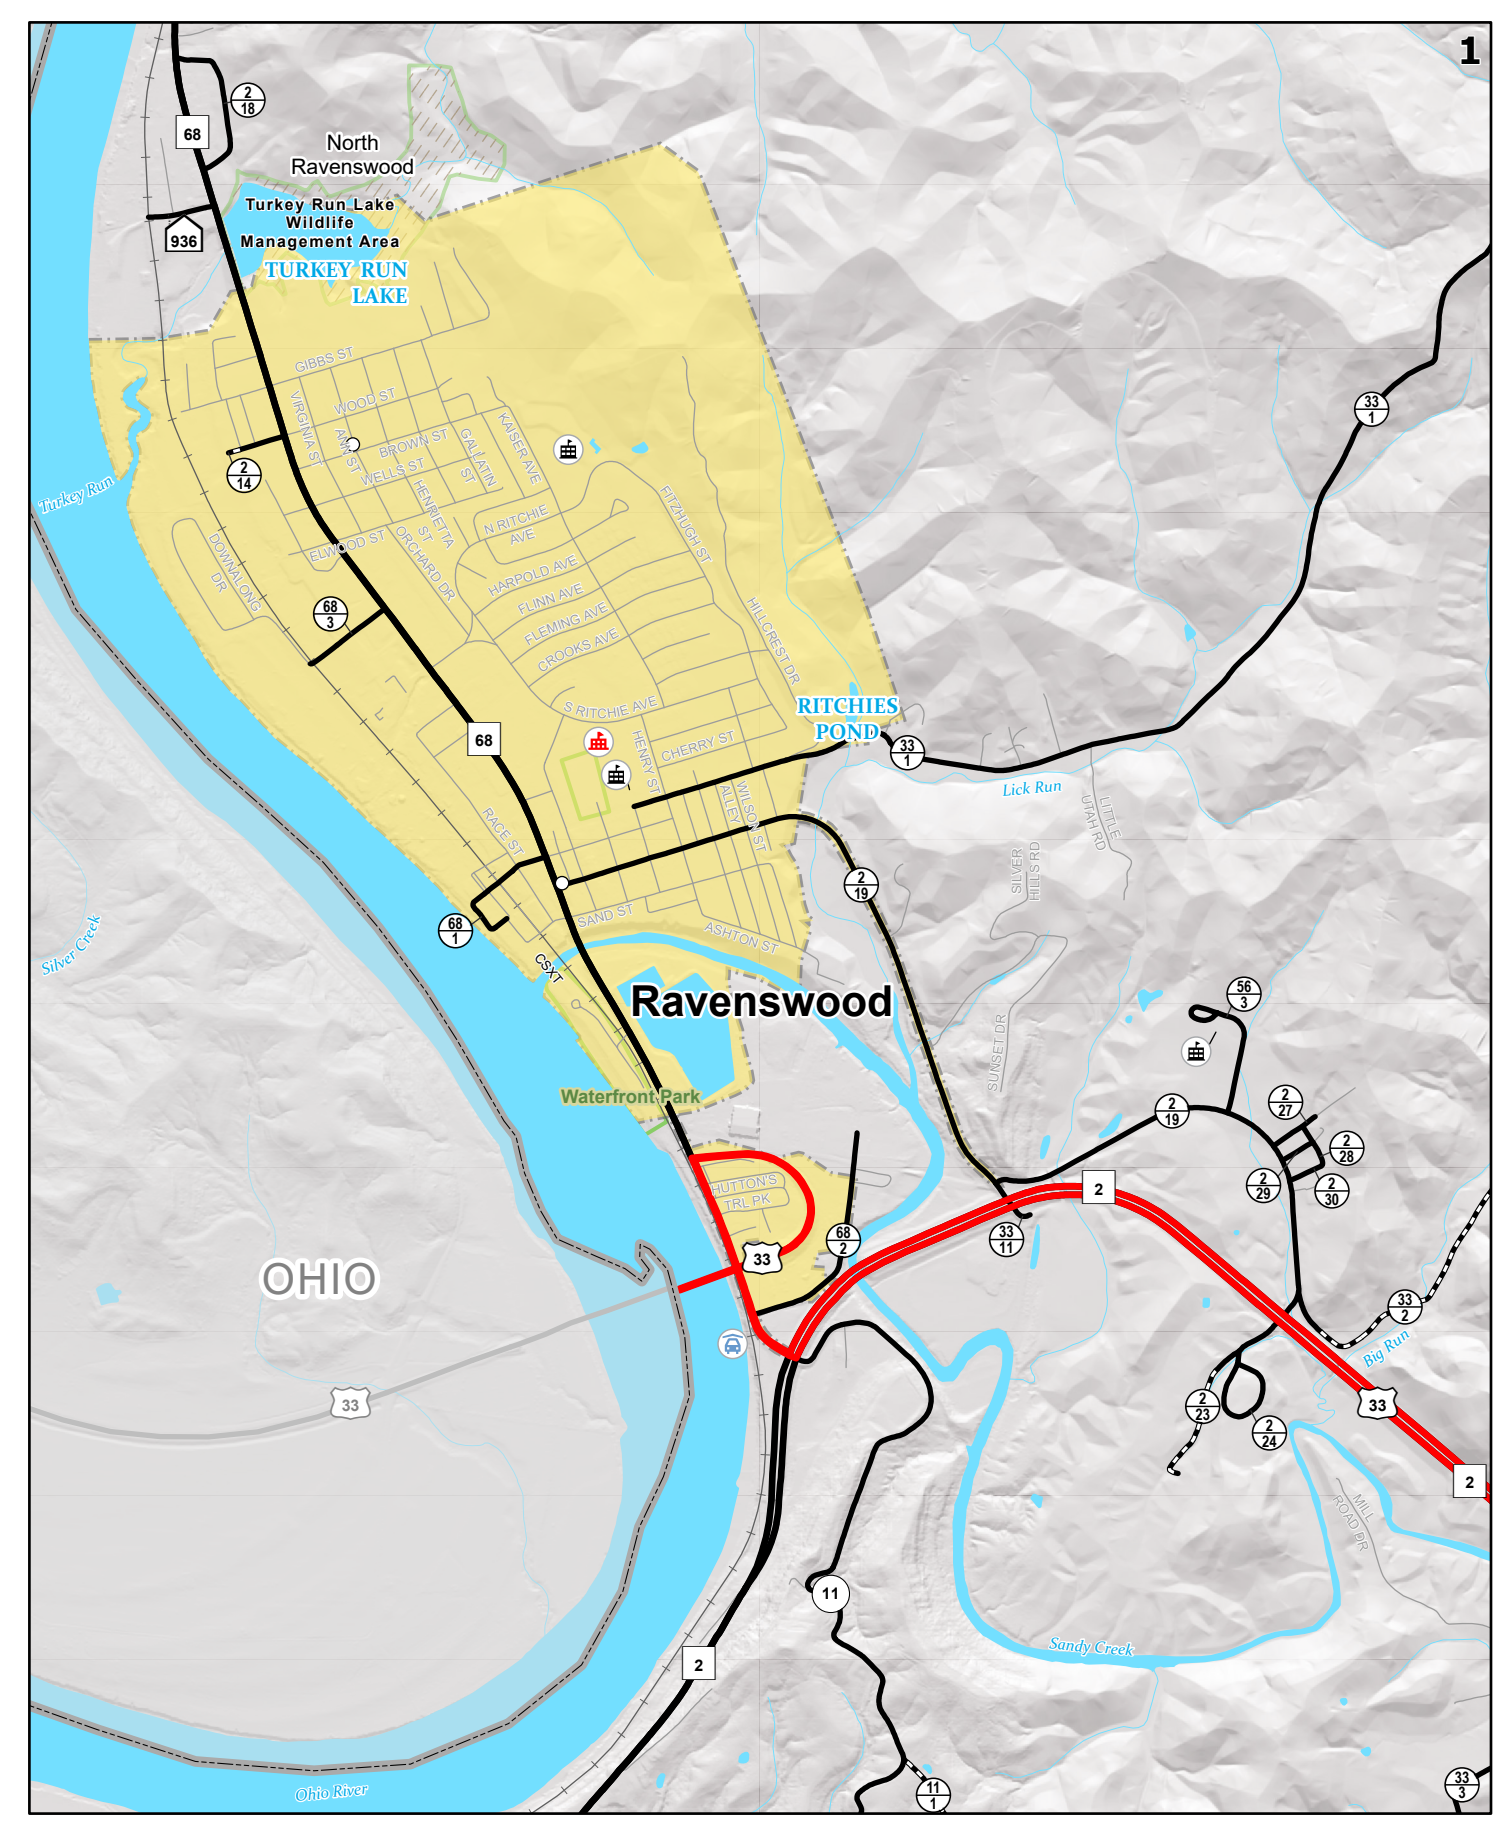 1
2
18
68
North
Ravenswood
Turkey Run Lake
Wildlife
Management Area
936
TURKEY RUN
LAKE
GIBBS ST
33
1
WOOD ST
VIRGINIA ST
ANN ST
BROWN ST
KAISER AVE
GALLATIN
ST
WELLS ST
2
14
Turkey Run
HENRIETTA
ST
N RITCHIE
AVE
FITZHUGH ST
ELWOOD ST
ORCHARD DR
DOWNALONG
DR
HARPOLD AVE
FLINN AVE
FLEMING AVE
CROOKS AVE
HILLCREST DR
68
3
S RITCHIE AVE
RITCHIES
POND
68
HENRY ST
CHERRY ST
33
1
Lick Run
WILSON ST
ALLEY
LITTLE
UTAH RD
RACE ST
SILVER
HILLS RD
2
19
68
1
SAND ST
ASHTON ST
Silver Creek
CSXT
Ravenswood
56
3
SUNSET DR
Waterfront Park
2
19
2
27
2
28
2
29
2
30
HUTTON'S
TRL PK
2
33
68
2
33
11
OHIO
33
2
Big Run
33
33
2
23
2
24
2
MILL
ROAD DR
11
Sandy Creek
2
Ohio River
11
1
33
3